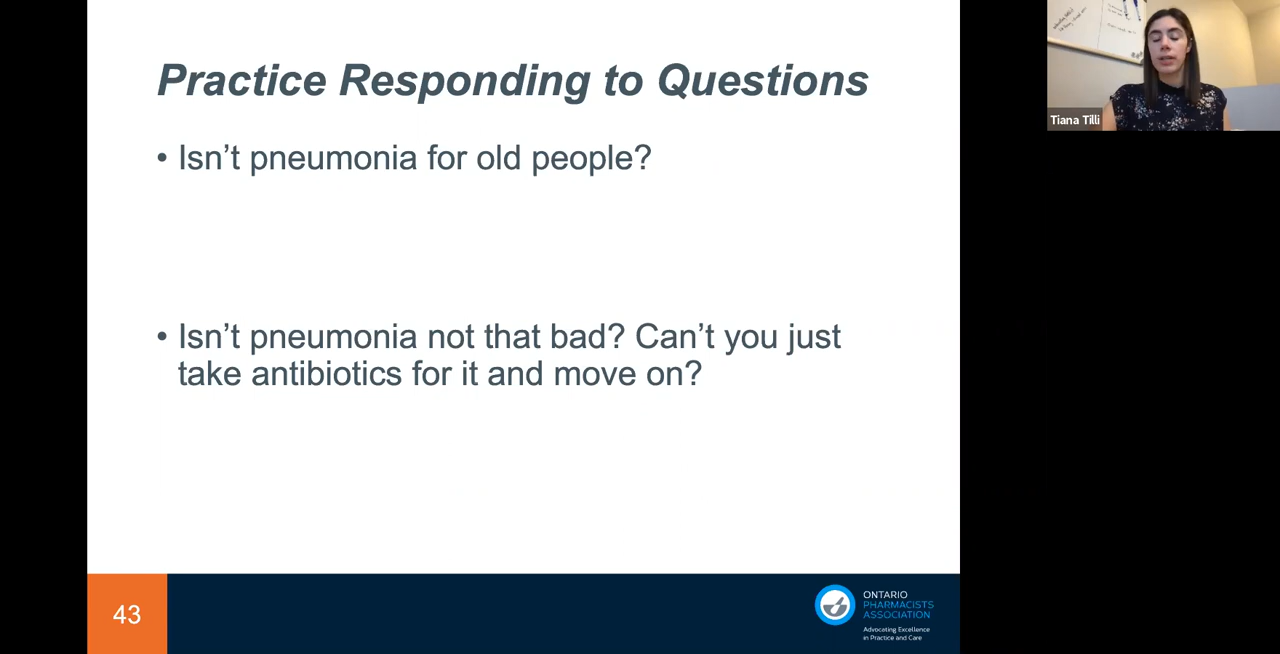 Practice Responding to Questions
• Isn’t pneumonia for old people?
• Isn’t pneumonia not that bad? Can’t you just
take antibiotics for it and move on?
43
ONTARIO
PHARMACISTS
ASSOCIATION
Advocating Excellence
in Practice and Care
Tiana Tilli